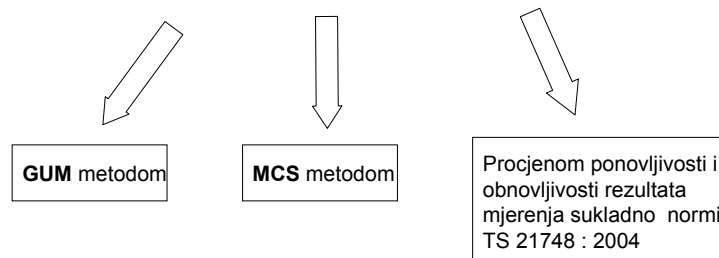 GUM metodom
MCS metodom
Procjenom ponovljivosti i
obnovljivosti rezultata
mjerenja sukladno normi
TS 21748 : 2004